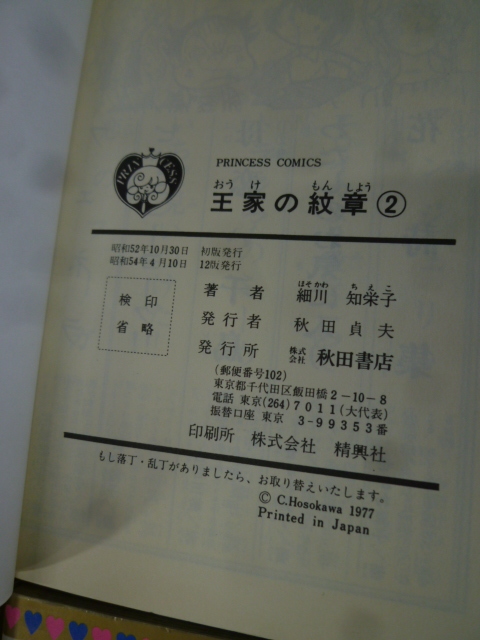 PRINCESS
PRINCESS COMICS
おうけ もんしょう
王家の紋章②
昭和52年10月30日 初版発行
昭和54年4月10日 12版発行
検印
省略
ほそかわ ちえこ
著者 細川 知栄子
発行者 秋田貞夫
発行所 株式会社 秋田書店
(郵便番号102)
東京都千代田区飯田橋2-10-8
電話 東京(264)7011(大代表)
振替口座 東京 3-99353番
印刷所 株式会社 精興社
もし落丁・乱丁がありましたら、お取り替えいたします。
© C.Hosokawa 1977
Printed in Japan